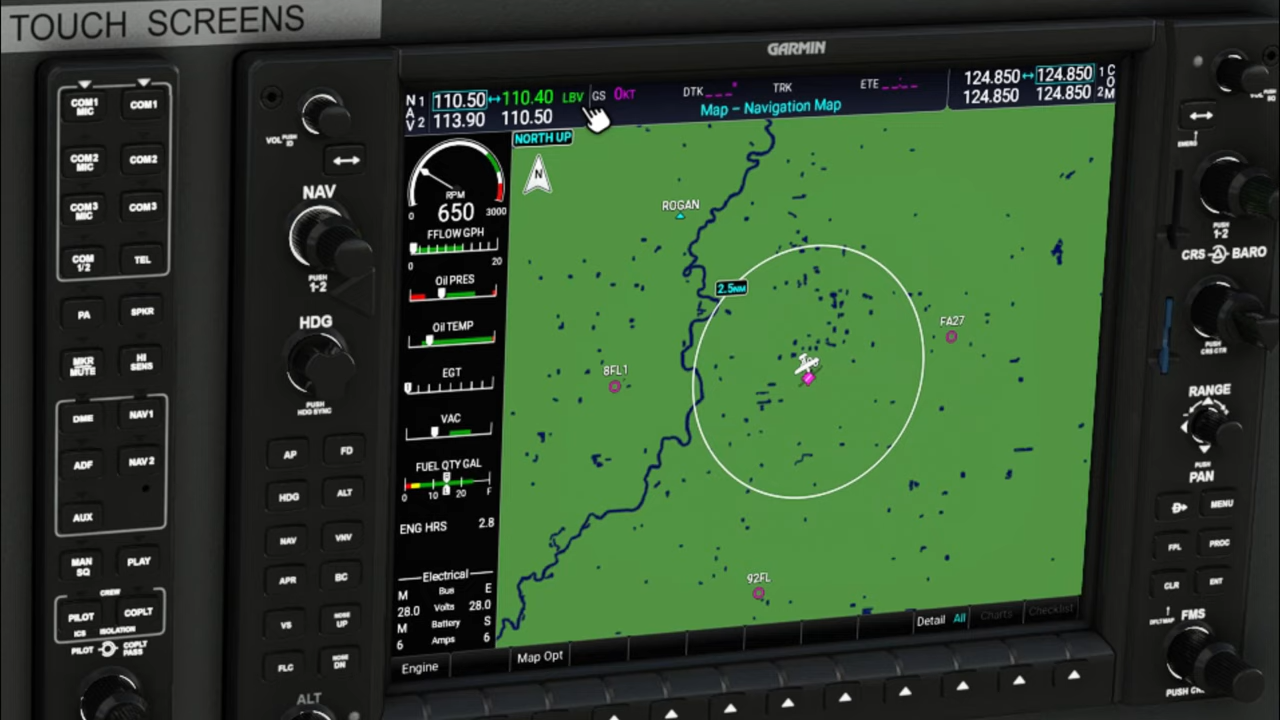 TOUCH SCREENS
GARMIN
N 1 110.50 ↔ 110.40 LBV GS 0KT DTK _ _ _° TRK ETE _ _:_ _ 124.850 ↔ 124.850 1 C
A O
V 2 113.90 110.50 Map – Navigation Map 124.850 124.850 2 M
NORTH UP
N
RPM
650
0 3000
FFLOW GPH
0 20
Oil PRES
Oil TEMP
EGT
VAC
FUEL QTY GAL
R
L
0 10 20 F
ENG HRS 2.8
Electrical
M Bus E
28.0 Volts 28.0
M Battery S
6 Amps 6
Engine
Map Opt
Detail All
Charts
Checklist
ROGAN
2.5NM
FA27
8FL1
92FL
COM1 MIC
COM1
COM2 MIC
COM2
COM3 MIC
COM3
COM 1/2
TEL
PA
SPKR
MKR MUTE
HI SENS
DME
NAV1
ADF
NAV2
AUX
MAN SQ
PLAY
CREW
PILOT
COPLT
ICS ISOLATION
PILOT
COPLT
PASS
VOL PUSH ID
NAV
PUSH
1-2
HDG
PUSH
HDG SYNC
AP
FD
HDG
ALT
NAV
VNV
APR
BC
VS
NOSE UP
FLC
NOSE DN
ALT
EMERG
PUSH
1-2
CRS BARO
PUSH
CRS CTR
RANGE
PUSH
PAN
D
MENU
FPL
PROC
CLR
ENT
DFLT MAP
FMS